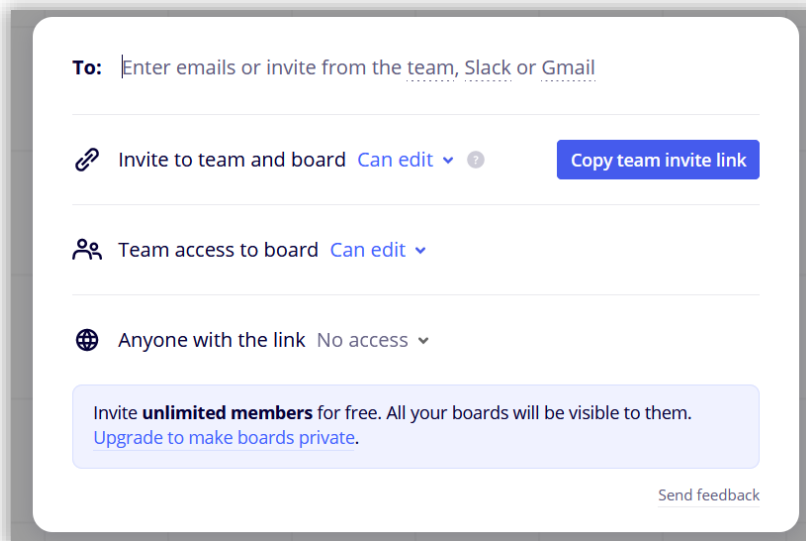 To: Enter emails or invite from the team, Slack or Gmail
Invite to team and board Can edit ? Copy team invite link
Team access to board Can edit
Anyone with the link No access
Invite unlimited members for free. All your boards will be visible to them.
Upgrade to make boards private.
Send feedback